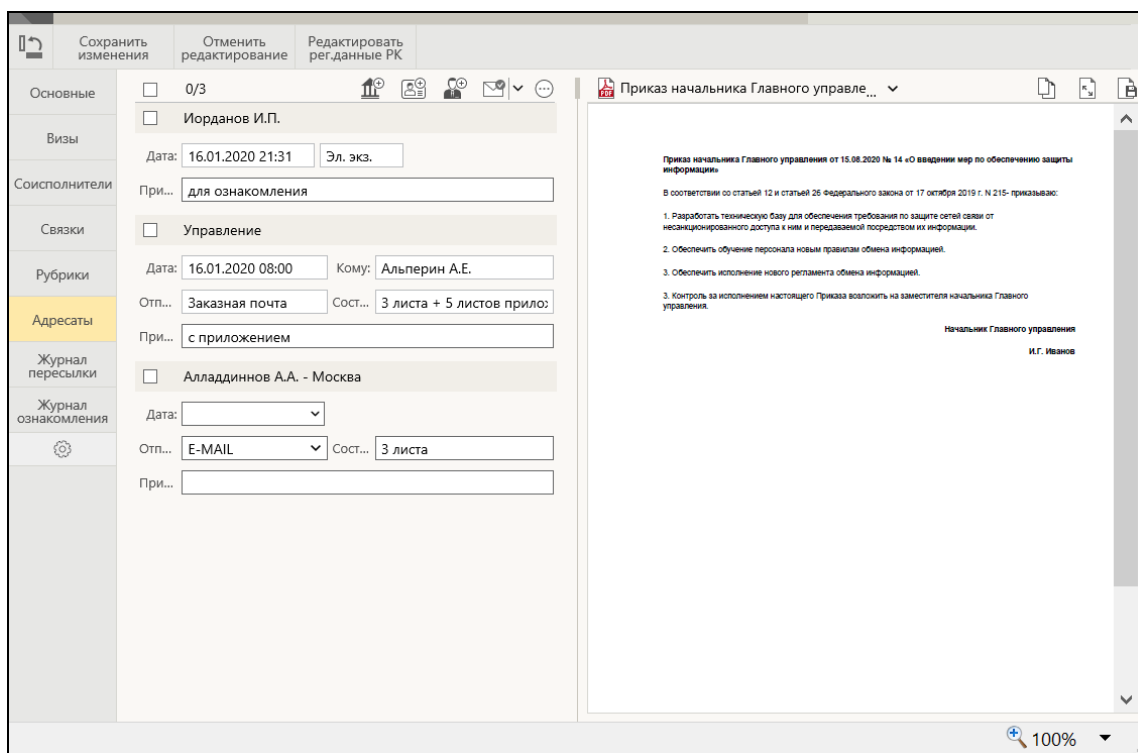 Сохранить изменения
Отменить редактирование
Редактировать рег.данные РК
Основные
Визы
Соисполнители
Связки
Рубрики
Адресаты
Журнал пересылки
Журнал ознакомления
0/3
Иорданов И.П.
Дата: 16.01.2020 21:31 Эл. экз.
При... для ознакомления
Управление
Дата: 16.01.2020 08:00 Кому: Альперин А.Е.
Отп... Заказная почта Сост... 3 листа + 5 листов прилож
При... с приложением
Алладдиннов А.А. - Москва
Дата:
Отп... E-MAIL Сост... 3 листа
При...
PDF
Приказ начальника Главного управле...
Приказ начальника Главного управления от 15.08.2020 № 14 «О введении мер по обеспечению защиты
информации»
В соответствии со статьей 12 и статьей 26 Федерального закона от 17 октября 2019 г. N 215- приказываю:
1. Разработать техническую базу для обеспечения требования по защите сетей связи от
несанкционированного доступа к ним и передаваемой посредством их информации.
2. Обеспечить обучение персонала новым правилам обмена информацией.
3. Обеспечить исполнение нового регламента обмена информацией.
3. Контроль за исполнением настоящего Приказа возложить на заместителя начальника Главного
управления.
Начальник Главного управления
И.Г. Иванов
100%